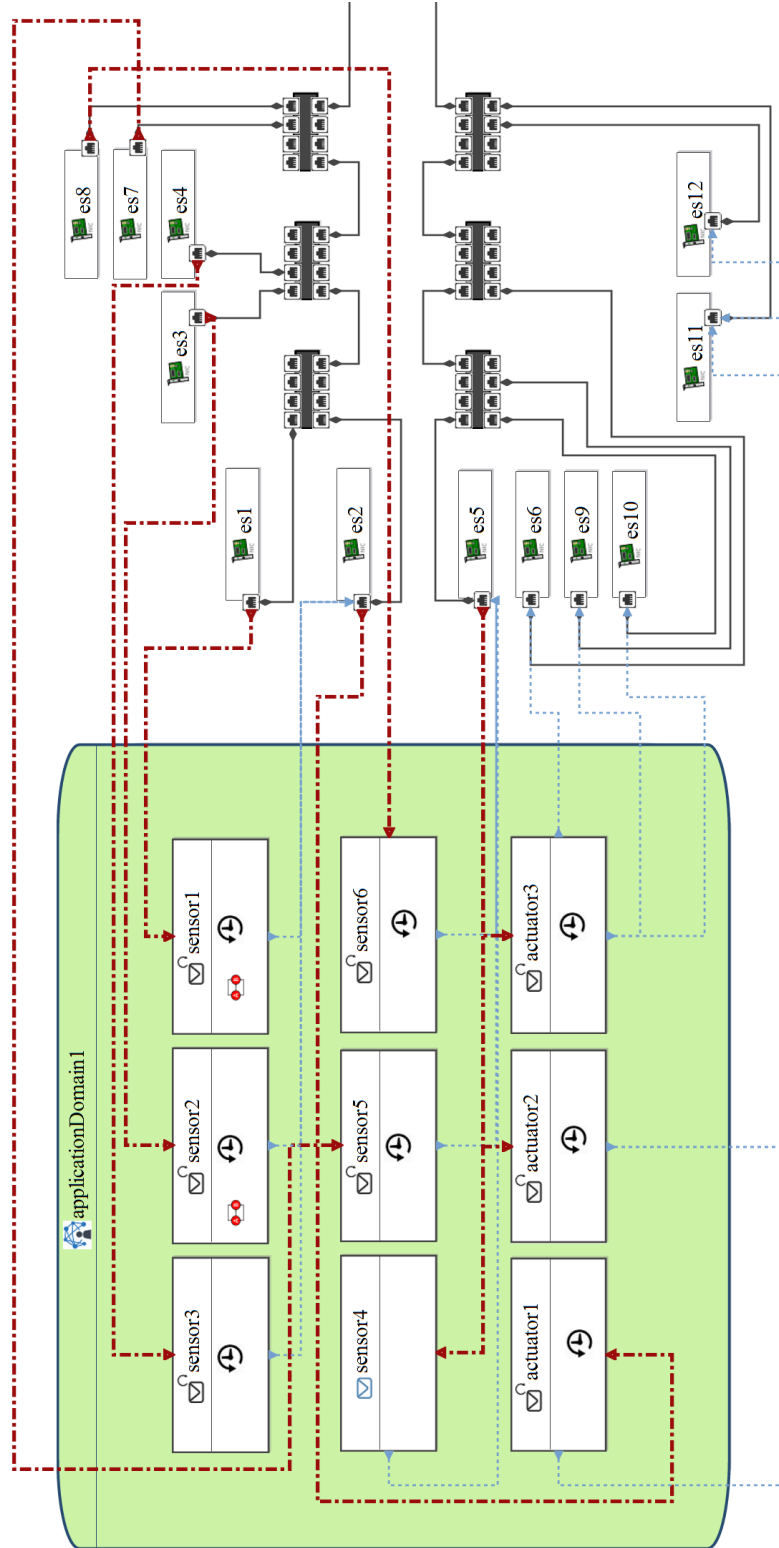 es8
es7
es4
es3
es12
es11
es1
es2
es5
es6
es9
es10
applicationDomain1
sensor1
sensor6
actuator3
sensor2
sensor5
actuator2
sensor3
sensor4
actuator1